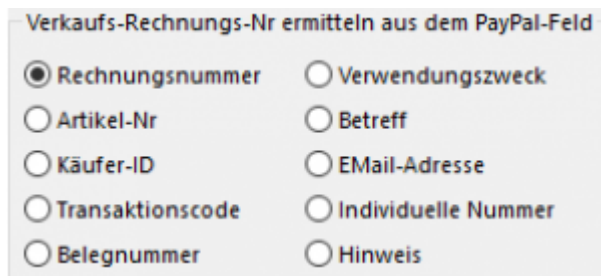 Verkaufs-Rechnungs-Nr ermitteln aus dem PayPal-Feld
Rechnungsnummer
Verwendungszweck
Artikel-Nr
Betreff
Käufer-ID
EMail-Adresse
Transaktionscode
Individuelle Nummer
Belegnummer
Hinweis